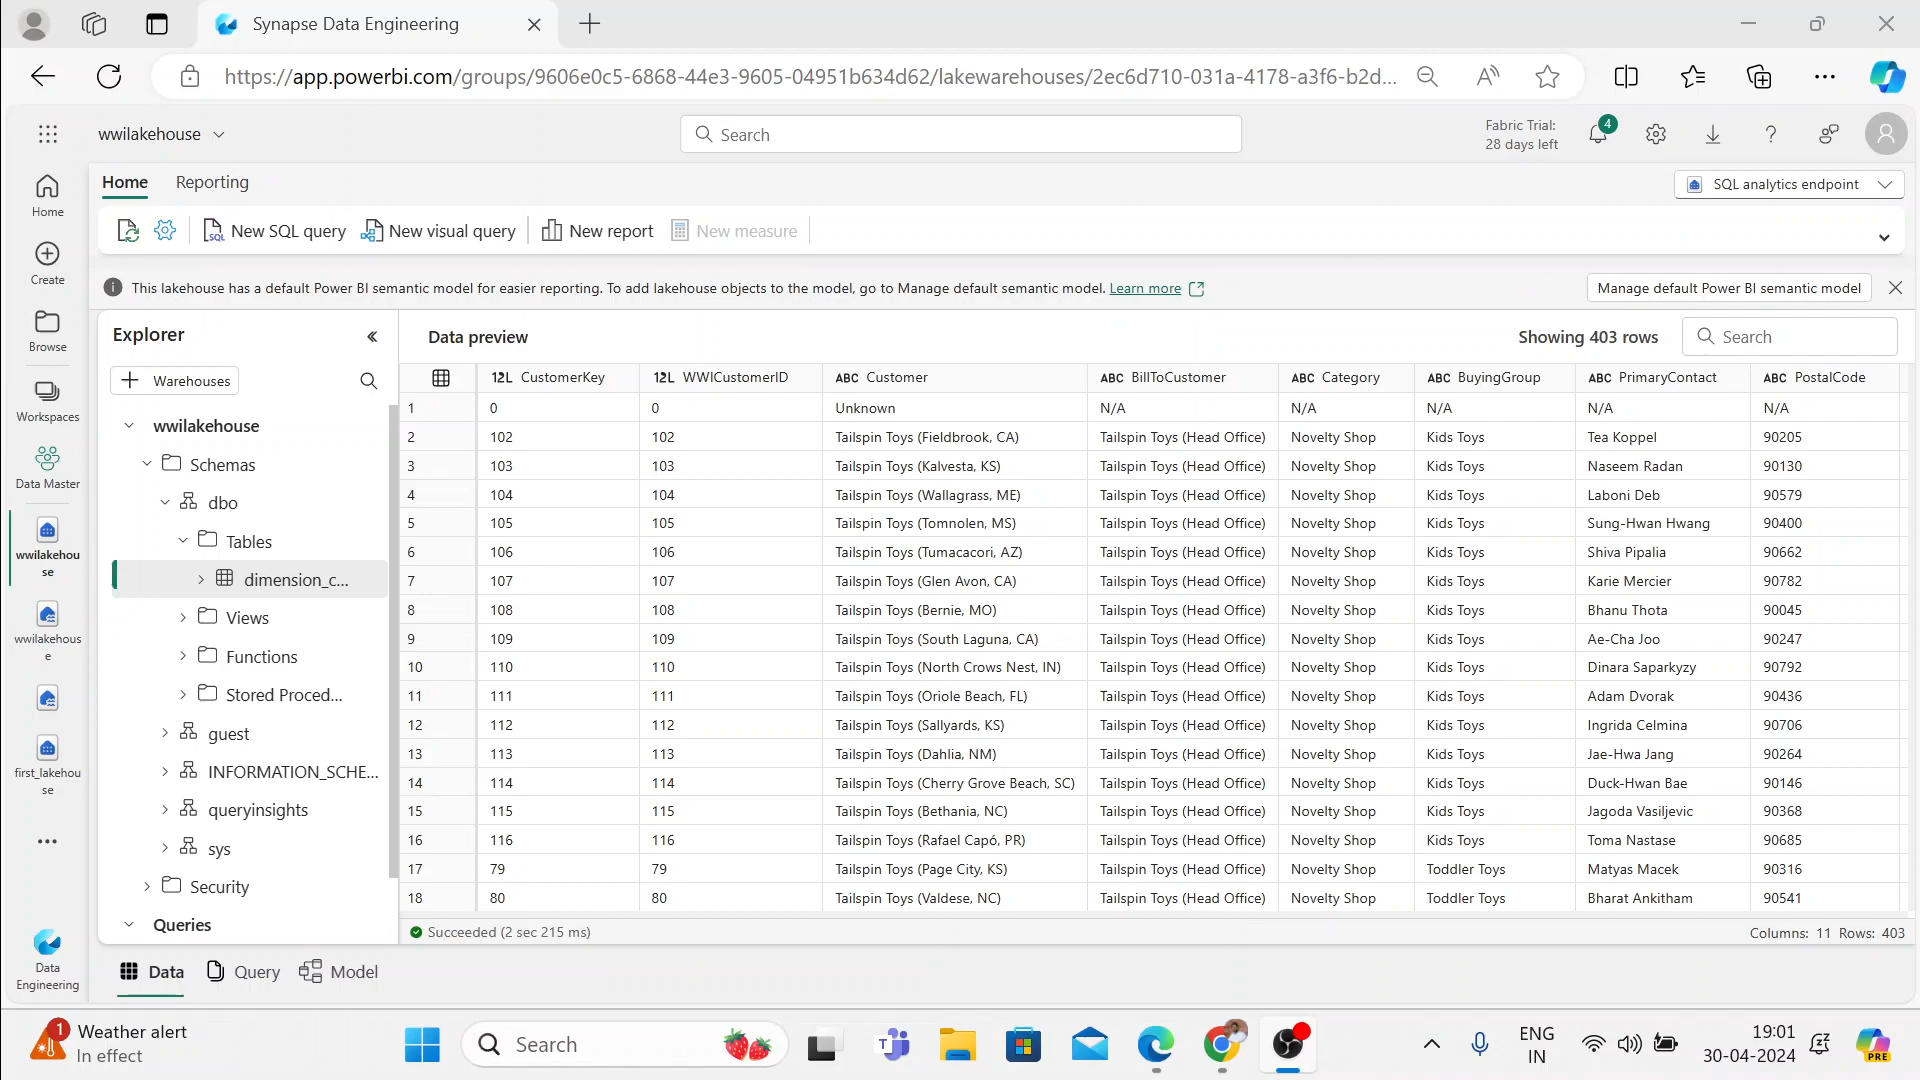 Synapse Data Engineering
https://app.powerbi.com/groups/9606e0c5-6868-44e3-9605-04951b634d62/lakewarehouses/2ec6d710-031a-4178-a3f6-b2d...
wwilakehouse
Search
Fabric Trial:
28 days left
4
Home
Create
Browse
Workspaces
Data Master
wwilakehou
se
wwilakehous
e
first_lakehou
se
Data
Engineering
Home Reporting
SQL analytics endpoint
SQL New SQL query New visual query New report New measure
This lakehouse has a default Power BI semantic model for easier reporting. To add lakehouse objects to the model, go to Manage default semantic model. Learn more
Manage default Power BI semantic model
Explorer
+ Warehouses
wwilakehouse
Schemas
dbo
Tables
dimension_c...
Views
Functions
Stored Proced...
guest
INFORMATION_SCHE...
queryinsights
sys
Security
Queries
Data preview Showing 403 rows Search
12L CustomerKey 12L WWICustomerID ABC Customer ABC BillToCustomer ABC Category ABC BuyingGroup ABC PrimaryContact ABC PostalCode
1 0 0 Unknown N/A N/A N/A N/A N/A
2 102 102 Tailspin Toys (Fieldbrook, CA) Tailspin Toys (Head Office) Novelty Shop Kids Toys Tea Koppel 90205
3 103 103 Tailspin Toys (Kalvesta, KS) Tailspin Toys (Head Office) Novelty Shop Kids Toys Naseem Radan 90130
4 104 104 Tailspin Toys (Wallagrass, ME) Tailspin Toys (Head Office) Novelty Shop Kids Toys Laboni Deb 90579
5 105 105 Tailspin Toys (Tomnolen, MS) Tailspin Toys (Head Office) Novelty Shop Kids Toys Sung-Hwan Hwang 90400
6 106 106 Tailspin Toys (Tumacacori, AZ) Tailspin Toys (Head Office) Novelty Shop Kids Toys Shiva Pipalia 90662
7 107 107 Tailspin Toys (Glen Avon, CA) Tailspin Toys (Head Office) Novelty Shop Kids Toys Karie Mercier 90782
8 108 108 Tailspin Toys (Bernie, MO) Tailspin Toys (Head Office) Novelty Shop Kids Toys Bhanu Thota 90045
9 109 109 Tailspin Toys (South Laguna, CA) Tailspin Toys (Head Office) Novelty Shop Kids Toys Ae-Cha Joo 90247
10 110 110 Tailspin Toys (North Crows Nest, IN) Tailspin Toys (Head Office) Novelty Shop Kids Toys Dinara Saparkyzy 90792
11 111 111 Tailspin Toys (Oriole Beach, FL) Tailspin Toys (Head Office) Novelty Shop Kids Toys Adam Dvorak 90436
12 112 112 Tailspin Toys (Sallyards, KS) Tailspin Toys (Head Office) Novelty Shop Kids Toys Ingrida Celmina 90706
13 113 113 Tailspin Toys (Dahlia, NM) Tailspin Toys (Head Office) Novelty Shop Kids Toys Jae-Hwa Jang 90264
14 114 114 Tailspin Toys (Cherry Grove Beach, SC) Tailspin Toys (Head Office) Novelty Shop Kids Toys Duck-Hwan Bae 90146
15 115 115 Tailspin Toys (Bethania, NC) Tailspin Toys (Head Office) Novelty Shop Kids Toys Jagoda Vasiljevic 90368
16 116 116 Tailspin Toys (Rafael Capó, PR) Tailspin Toys (Head Office) Novelty Shop Kids Toys Toma Nastase 90685
17 79 79 Tailspin Toys (Page City, KS) Tailspin Toys (Head Office) Novelty Shop Toddler Toys Matyas Macek 90316
18 80 80 Tailspin Toys (Valdese, NC) Tailspin Toys (Head Office) Novelty Shop Toddler Toys Bharat Ankitham 90541
Succeeded (2 sec 215 ms) Columns: 11 Rows: 403
Data Query Model
1
Weather alert
In effect
Search
ENG
IN
19:01
30-04-2024
PRE